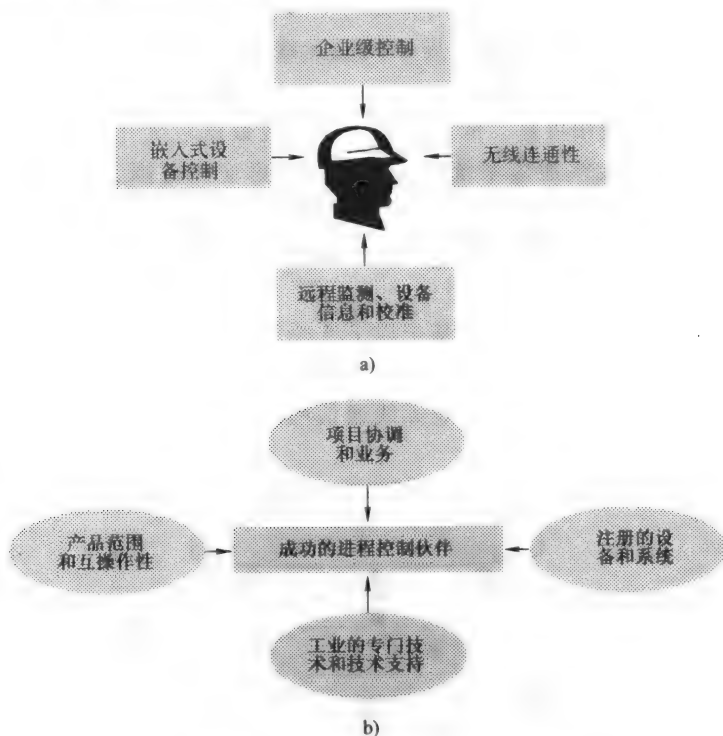 企业级控制
嵌入式设
备控制
无线连通性
远程监测、设备
信息和校准
a)
项目协调
和业务
产品范围
和互操作性
成功的进程控制伙伴
注册的设
备和系统
工业的专门技
术和技术支持
b)